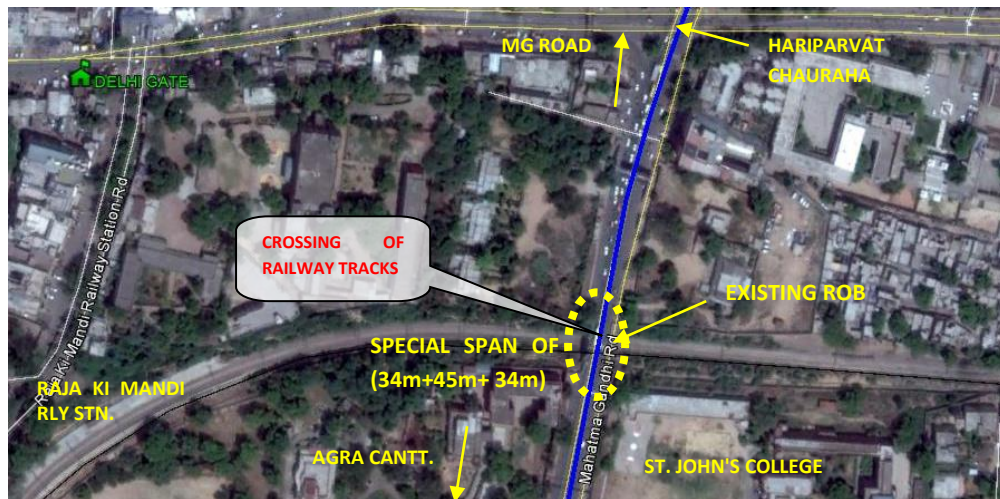 MG ROAD
HARIPARVAT
CHAURAHA
DELHI GATE
CROSSING OF
RAILWAY TRACKS
EXISTING ROB
SPECIAL SPAN OF
(34m+45m+ 34m)
Raja Ki Mandi Railway Station Rd
RAJA KI MANDI
RLY STN.
Mahatma Gandhi Rd
AGRA CANTT.
ST. JOHN'S COLLEGE